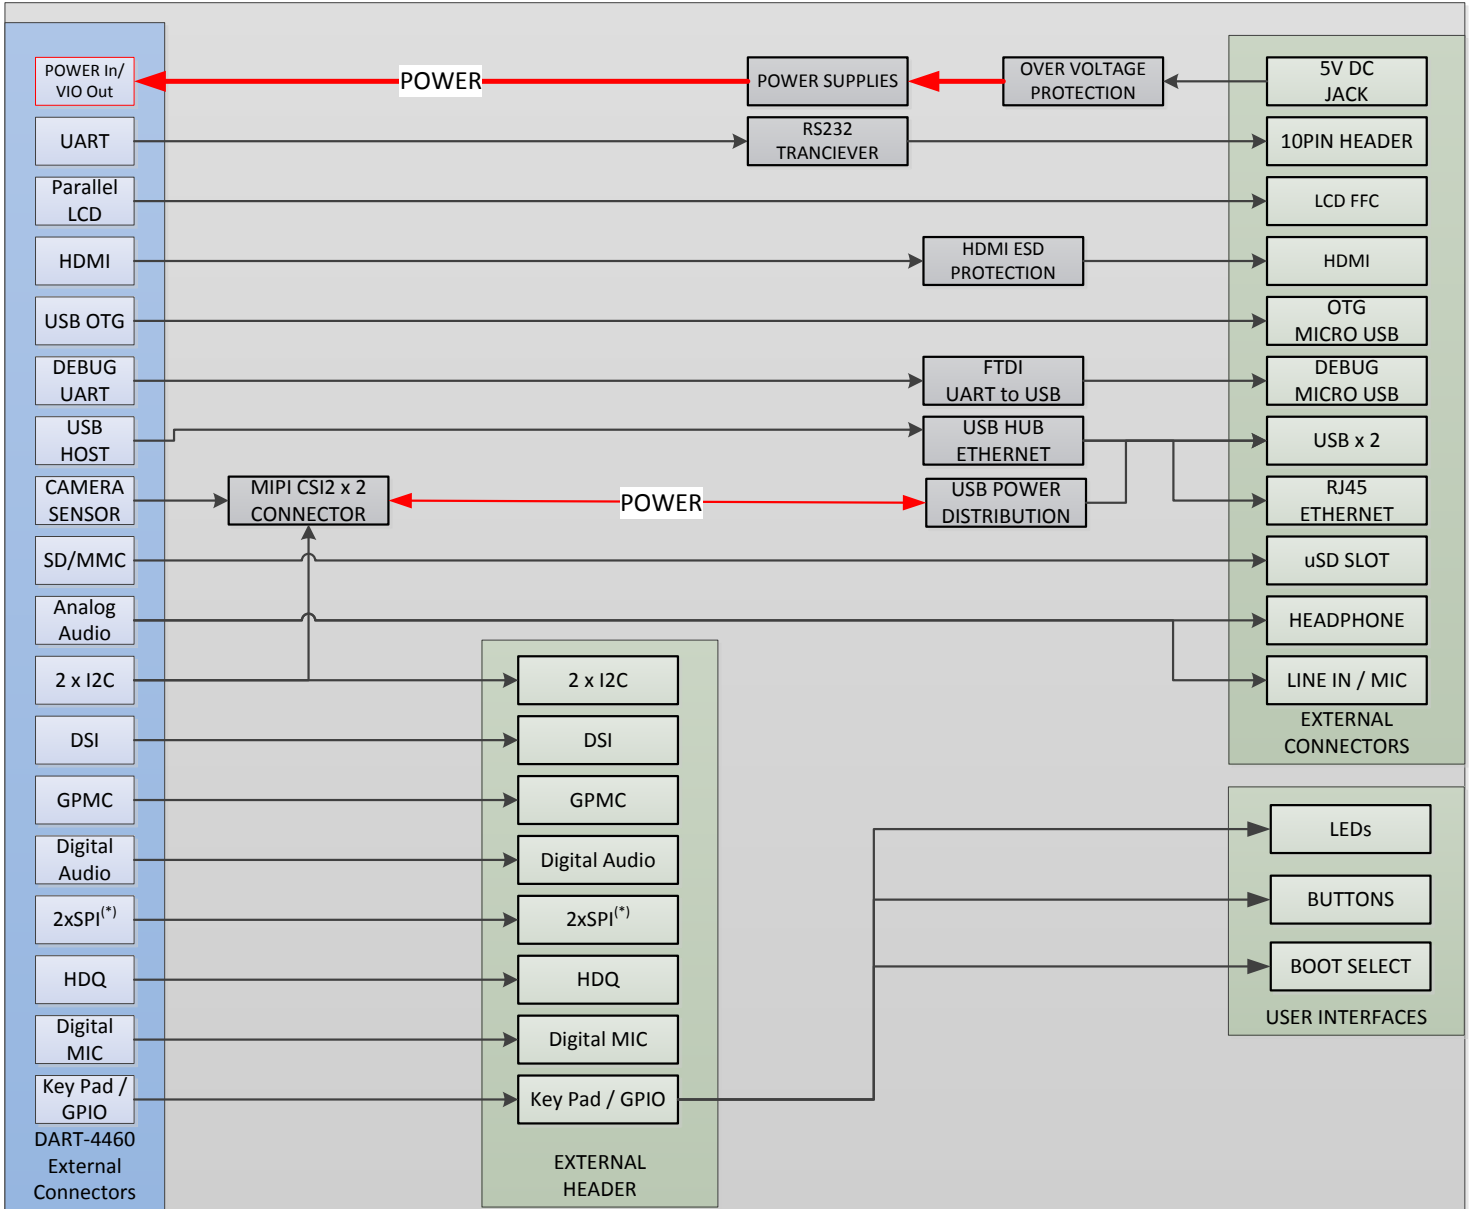 POWER In/
VIO Out
POWER
POWER SUPPLIES
OVER VOLTAGE
PROTECTION
5V DC
JACK
UART
RS232
TRANCIEVER
10PIN HEADER
Parallel
LCD
LCD FFC
HDMI
HDMI ESD
PROTECTION
HDMI
USB OTG
OTG
MICRO USB
DEBUG
UART
FTDI
UART to USB
DEBUG
MICRO USB
USB
HOST
USB HUB
ETHERNET
USB x 2
CAMERA
SENSOR
MIPI CSI2 x 2
CONNECTOR
POWER
USB POWER
DISTRIBUTION
RJ45
ETHERNET
SD/MMC
uSD SLOT
Analog
Audio
HEADPHONE
2 x I2C
2 x I2C
LINE IN / MIC
EXTERNAL
CONNECTORS
DSI
DSI
GPMC
GPMC
LEDs
Digital
Audio
Digital Audio
BUTTONS
2xSPI(*)
2xSPI(*)
HDQ
HDQ
BOOT SELECT
USER INTERFACES
Digital
MIC
Digital MIC
Key Pad /
GPIO
Key Pad / GPIO
DART-4460
External
Connectors
EXTERNAL
HEADER